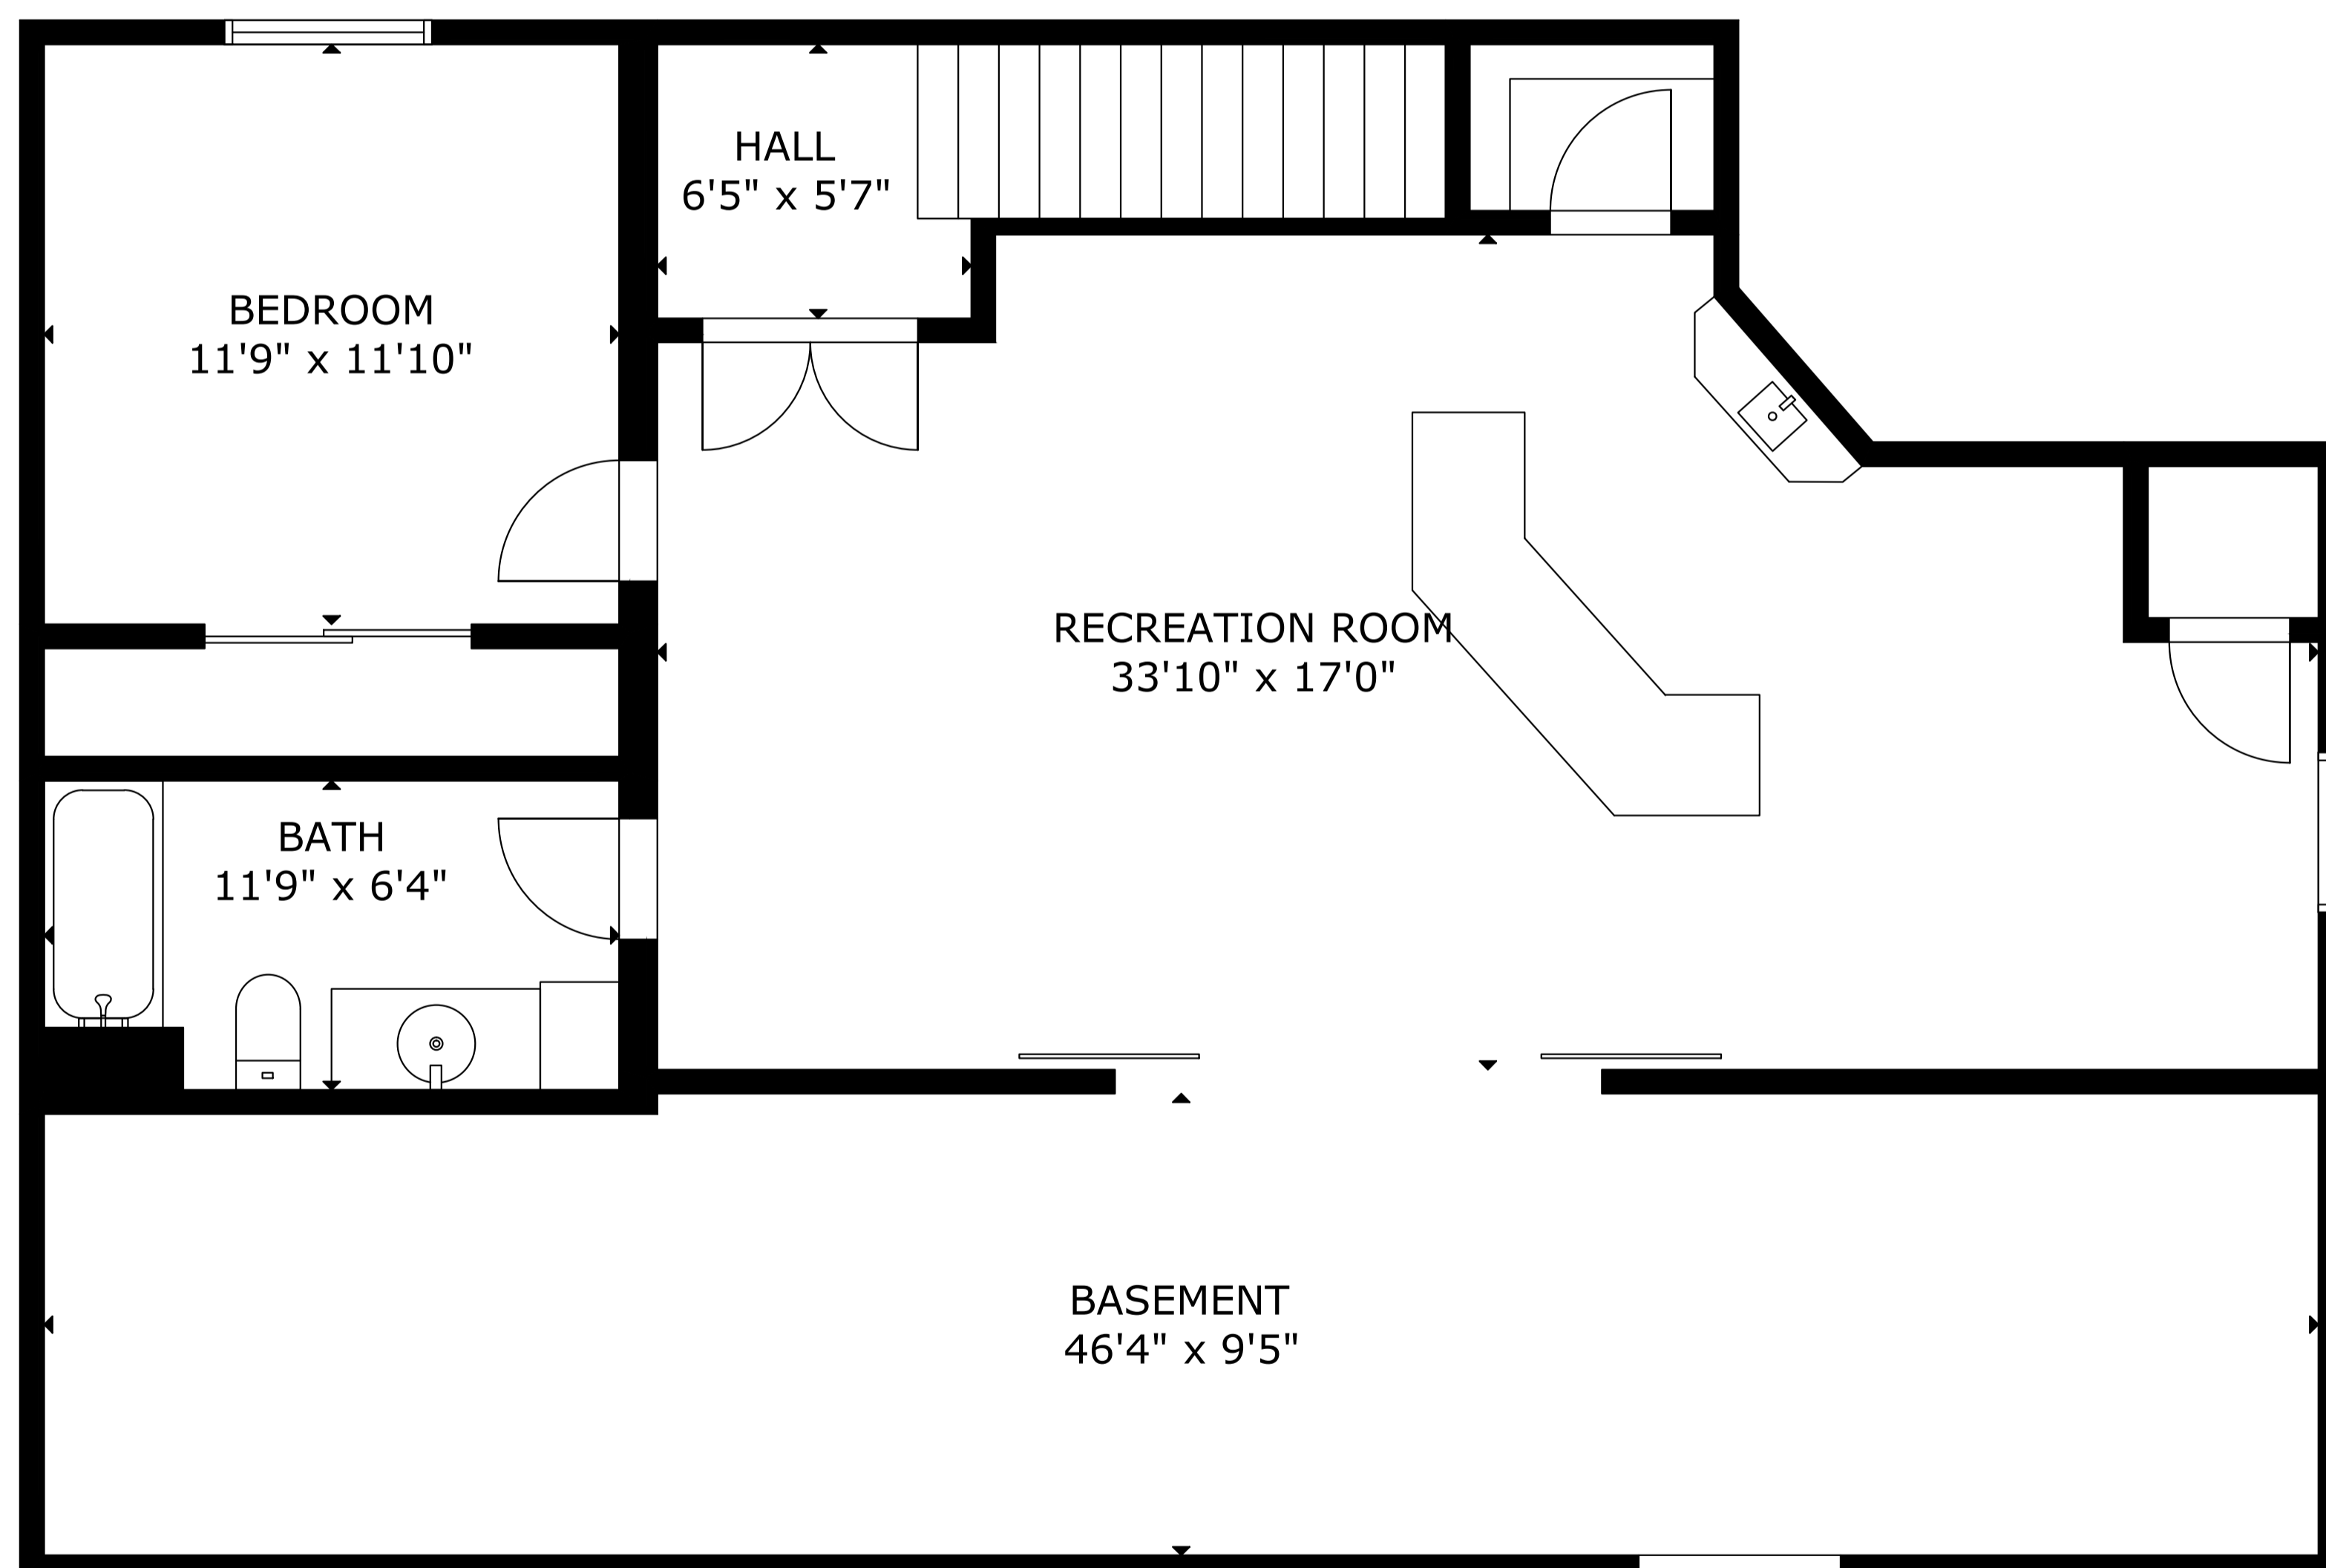 HALL
6'5" x 5'7"
BEDROOM
11'9" x 11'10"
RECREATION ROOM
33'10" x 17'0"
BATH
11'9" x 6'4"
BASEMENT
46'4" x 9'5"